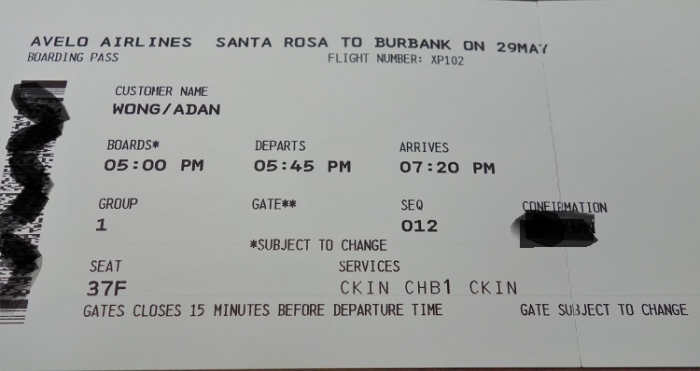 AVELO AIRLINES SANTA ROSA TO BURBANK ON 29MAY
BOARDING PASS FLIGHT NUMBER: XP102
CUSTOMER NAME
WONG/ADAN
BOARDS* DEPARTS ARRIVES
05:00 PM 05:45 PM 07:20 PM
GROUP GATE** SEQ CONFIRMATION
1 012
*SUBJECT TO CHANGE
SEAT SERVICES
37F CKIN CHB1 CKIN
GATES CLOSES 15 MINUTES BEFORE DEPARTURE TIME GATE SUBJECT TO CHANGE